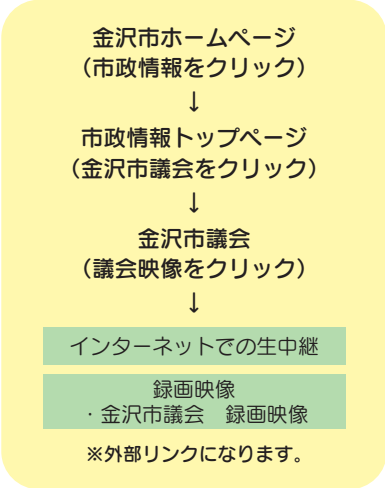 金沢市ホームページ
（市政情報をクリック）
↓
市政情報トップページ
（金沢市議会をクリック）
↓
金沢市議会
（議会映像をクリック）
↓
インターネットでの生中継
録画映像
・金沢市議会　録画映像
※外部リンクになります。